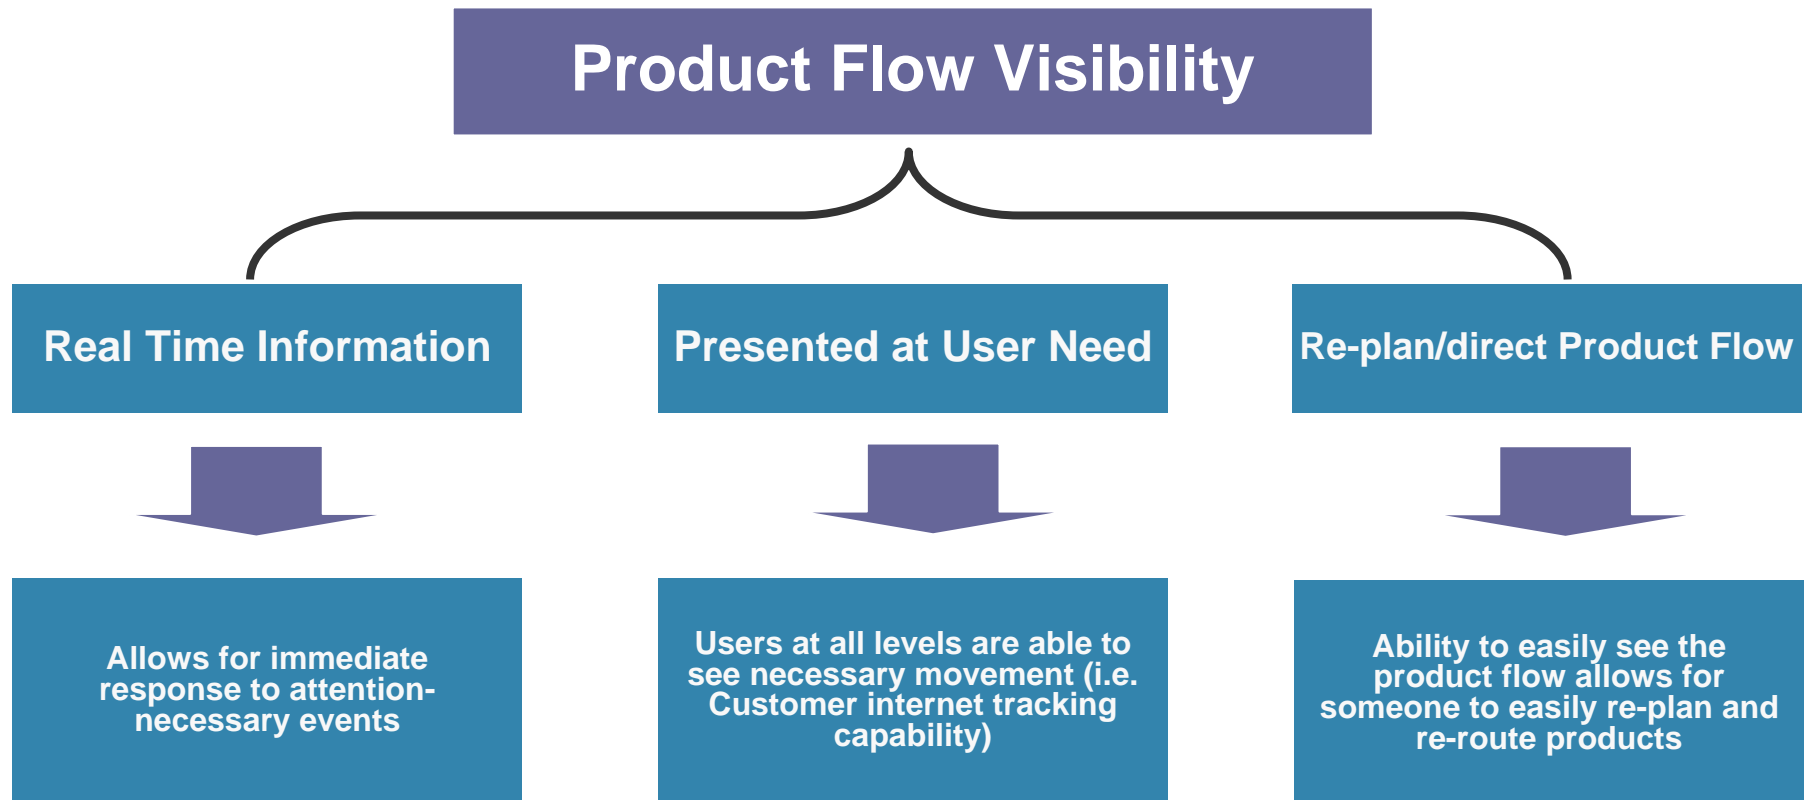 Product Flow Visibility
Real Time Information
Presented at User Need
Re-plan/direct Product Flow
Allows for immediate
response to attention-
necessary events
Users at all levels are able to
see necessary movement (i.e.
Customer internet tracking
capability)
Ability to easily see the
product flow allows for
someone to easily re-plan and
re-route products